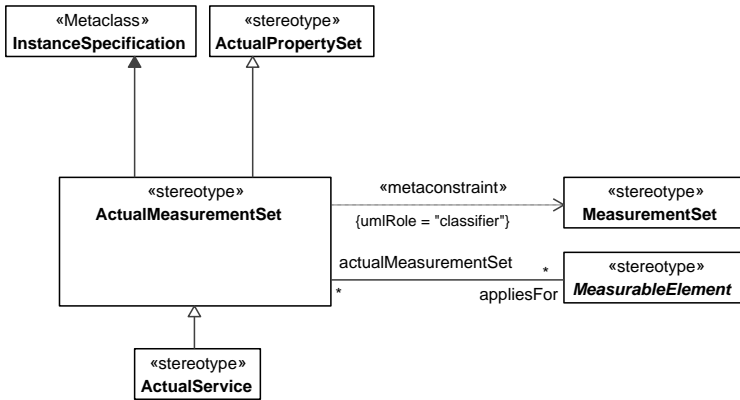 «Metaclass»
InstanceSpecification
«stereotype»
ActualPropertySet
«stereotype»
ActualMeasurementSet
«metaconstraint»
{umlRole = "classifier"}
«stereotype»
MeasurementSet
actualMeasurementSet
*
*
appliesFor
«stereotype»
MeasurableElement
«stereotype»
ActualService